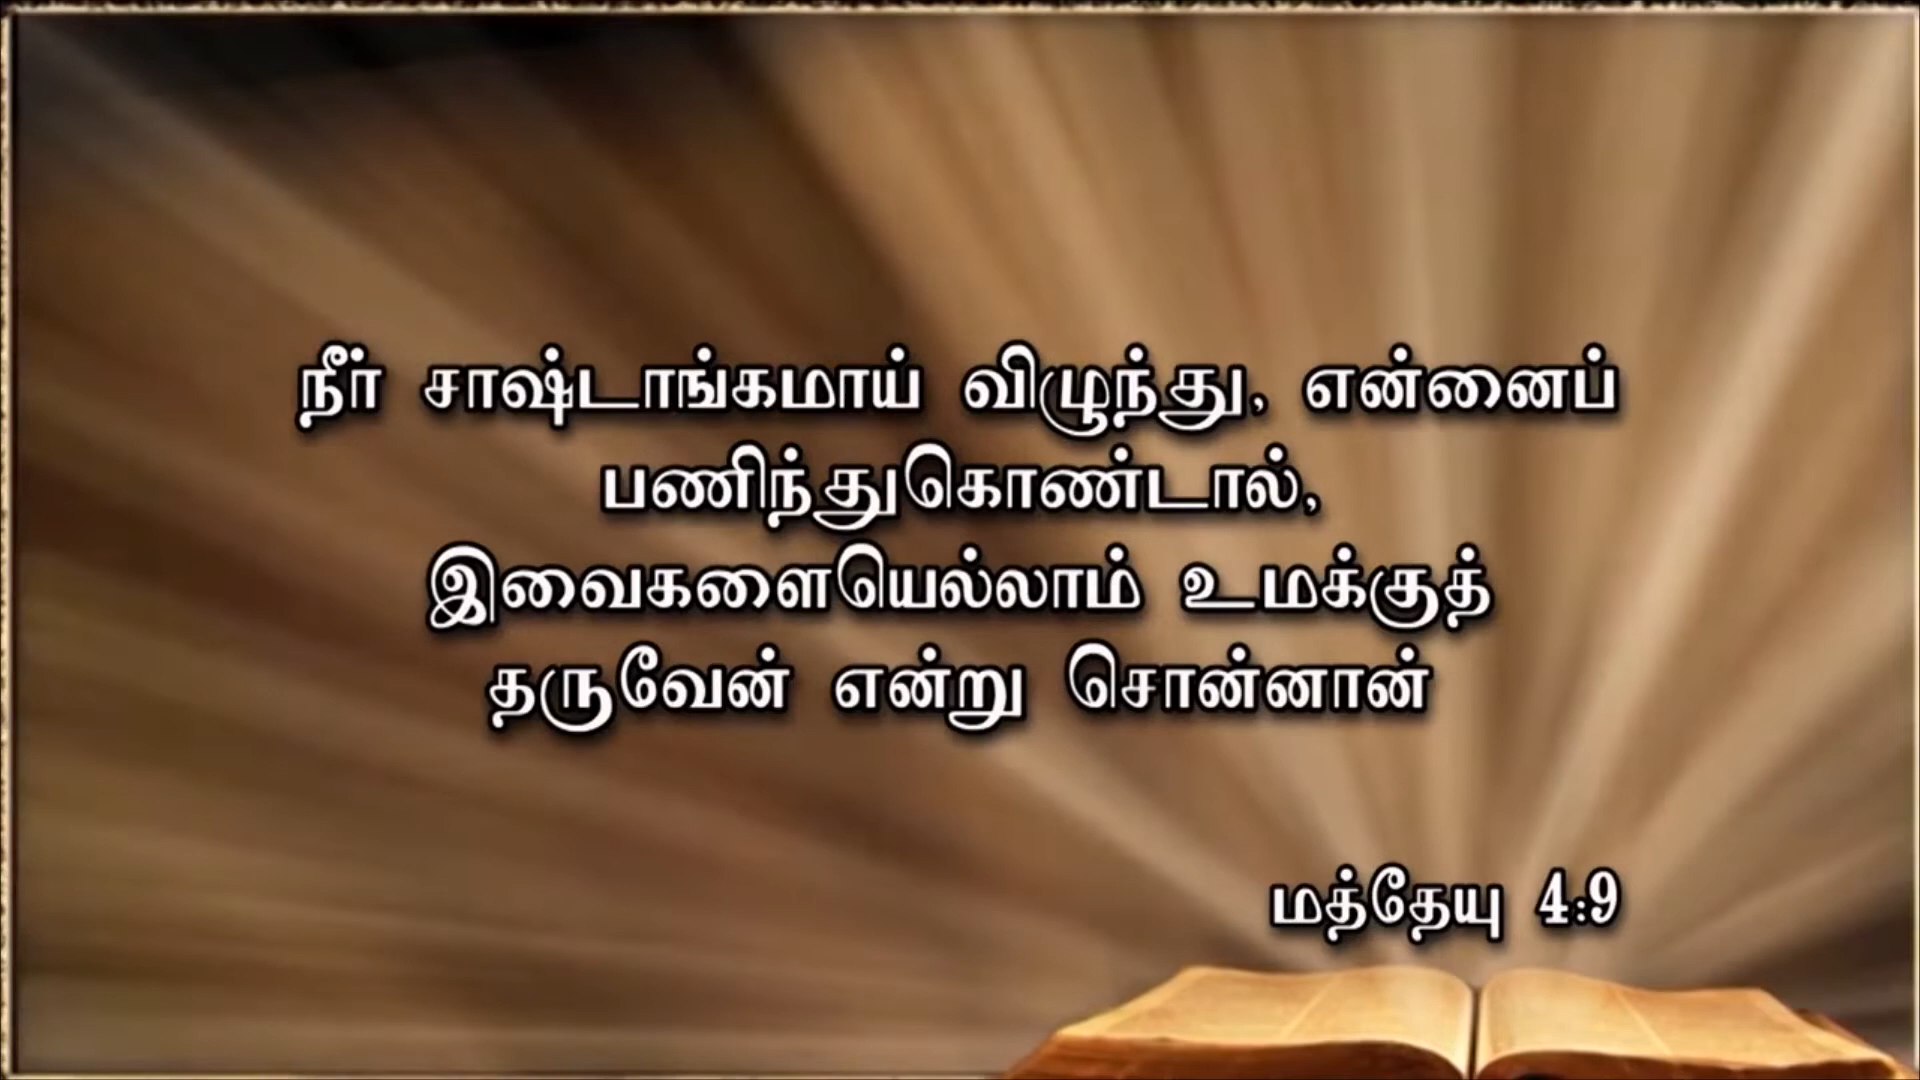 நீர் சாஷ்டாங்கமாய் விழுந்து, என்னைப்
பணிந்துகொண்டால்,
இவைகளையெல்லாம் உமக்குத்
தருவேன் என்று சொன்னான்
மத்தேயு 4:9